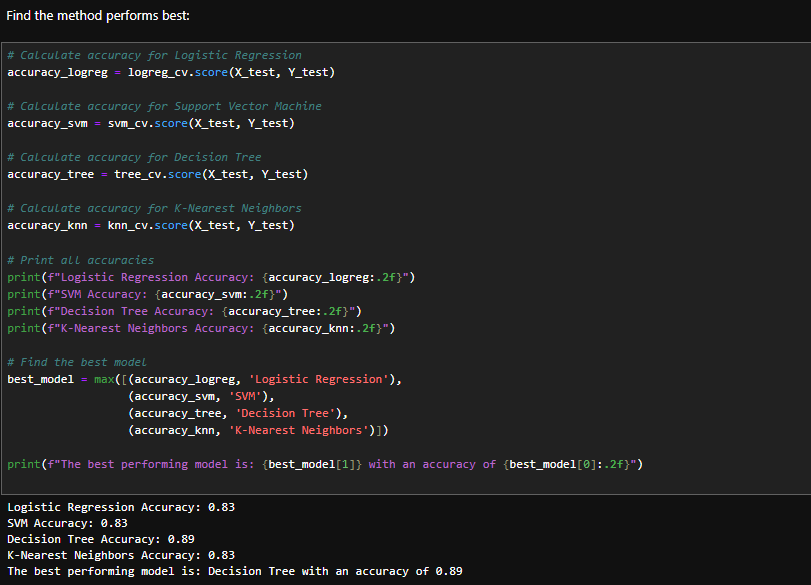 Find the method performs best:
# Calculate accuracy for Logistic Regression
accuracy_logreg = logreg_cv.score(X_test, Y_test)
# Calculate accuracy for Support Vector Machine
accuracy_svm = svm_cv.score(X_test, Y_test)
# Calculate accuracy for Decision Tree
accuracy_tree = tree_cv.score(X_test, Y_test)
# Calculate accuracy for K-Nearest Neighbors
accuracy_knn = knn_cv.score(X_test, Y_test)
# Print all accuracies
print(f"Logistic Regression Accuracy: {accuracy_logreg:.2f}")
print(f"SVM Accuracy: {accuracy_svm:.2f}")
print(f"Decision Tree Accuracy: {accuracy_tree:.2f}")
print(f"K-Nearest Neighbors Accuracy: {accuracy_knn:.2f}")
# Find the best model
best_model = max([(accuracy_logreg, 'Logistic Regression'),
                  (accuracy_svm, 'SVM'),
                  (accuracy_tree, 'Decision Tree'),
                  (accuracy_knn, 'K-Nearest Neighbors')])
print(f"The best performing model is: {best_model[1]} with an accuracy of {best_model[0]:.2f}")
Logistic Regression Accuracy: 0.83
SVM Accuracy: 0.83
Decision Tree Accuracy: 0.89
K-Nearest Neighbors Accuracy: 0.83
The best performing model is: Decision Tree with an accuracy of 0.89